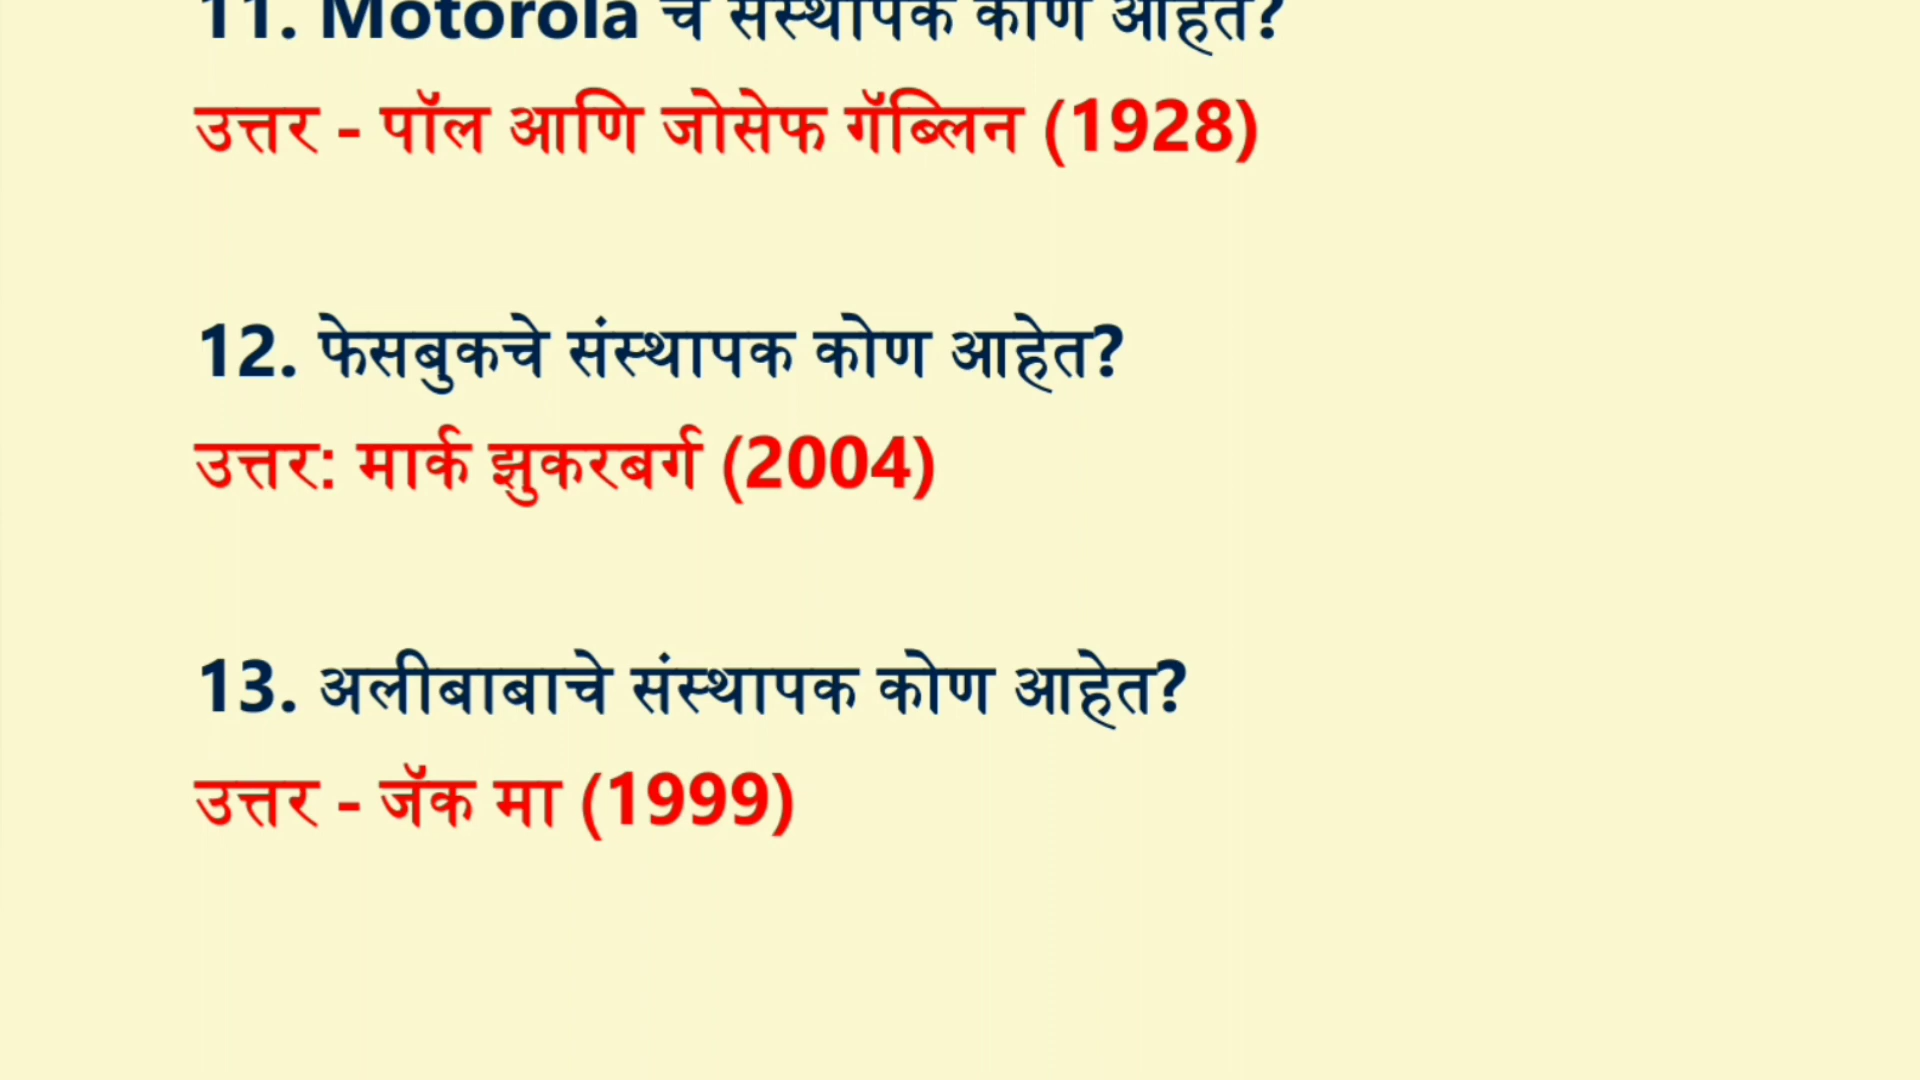 11. Motorola चे संस्थापक कोण आहेत?
उत्तर - पॉल आणि जोसेफ गॅब्लिन (1928)
12. फेसबुकचे संस्थापक कोण आहेत?
उत्तर: मार्क झुकरबर्ग (2004)
13. अलीबाबाचे संस्थापक कोण आहेत?
उत्तर - जॅक मा (1999)